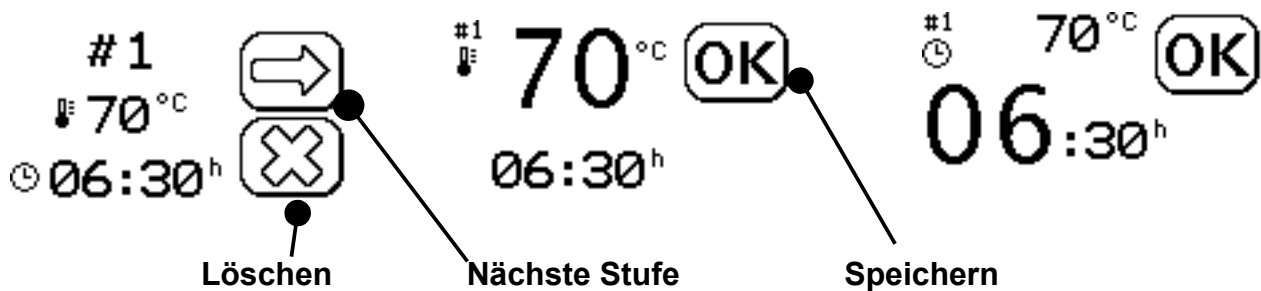 #1
70°C
06:30h
#1
70°C
OK
06:30h
#1
70°C
OK
06:30h
Löschen
Nächste Stufe
Speichern